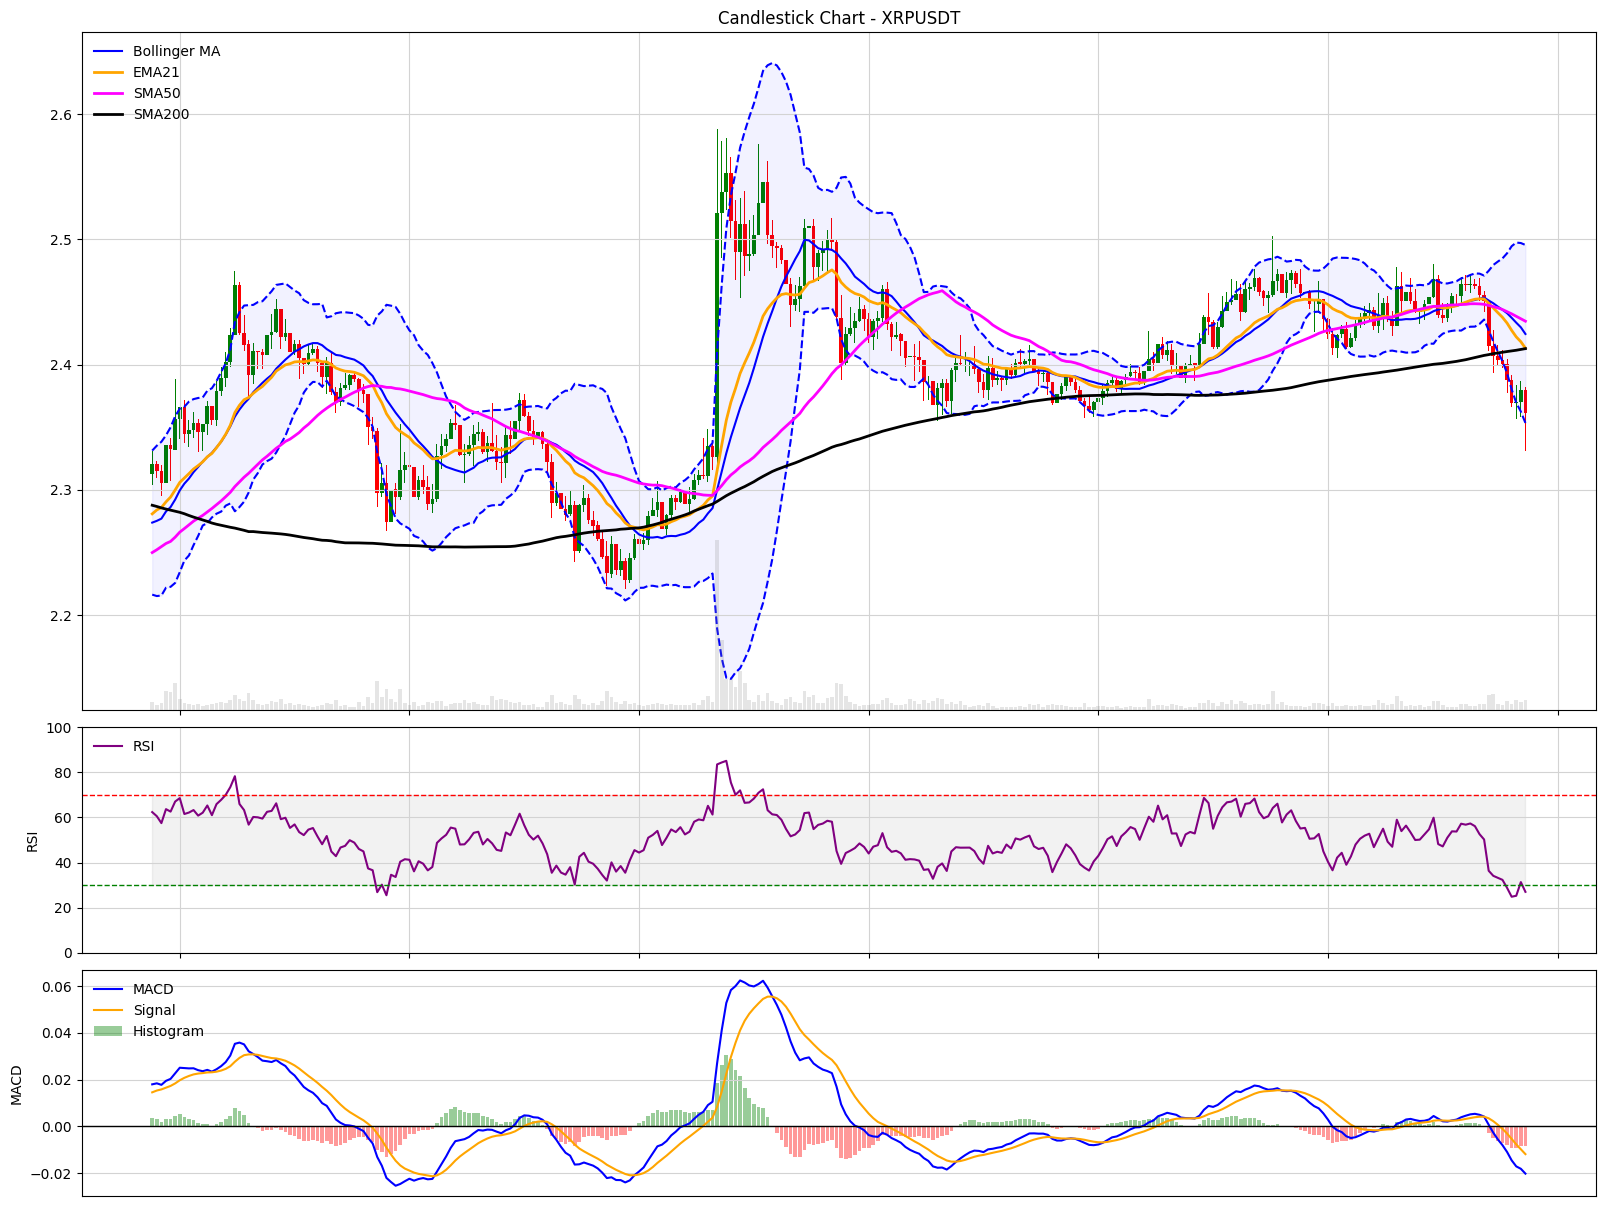 Candlestick Chart - XRPUSDT
Bollinger MA
EMA21
SMA50
SMA200
2.6
2.5
2.4
2.3
2.2
RSI
100
80
60
40
20
0
RSI
MACD
Signal
Histogram
0.06
0.04
0.02
0.00
−0.02
MACD